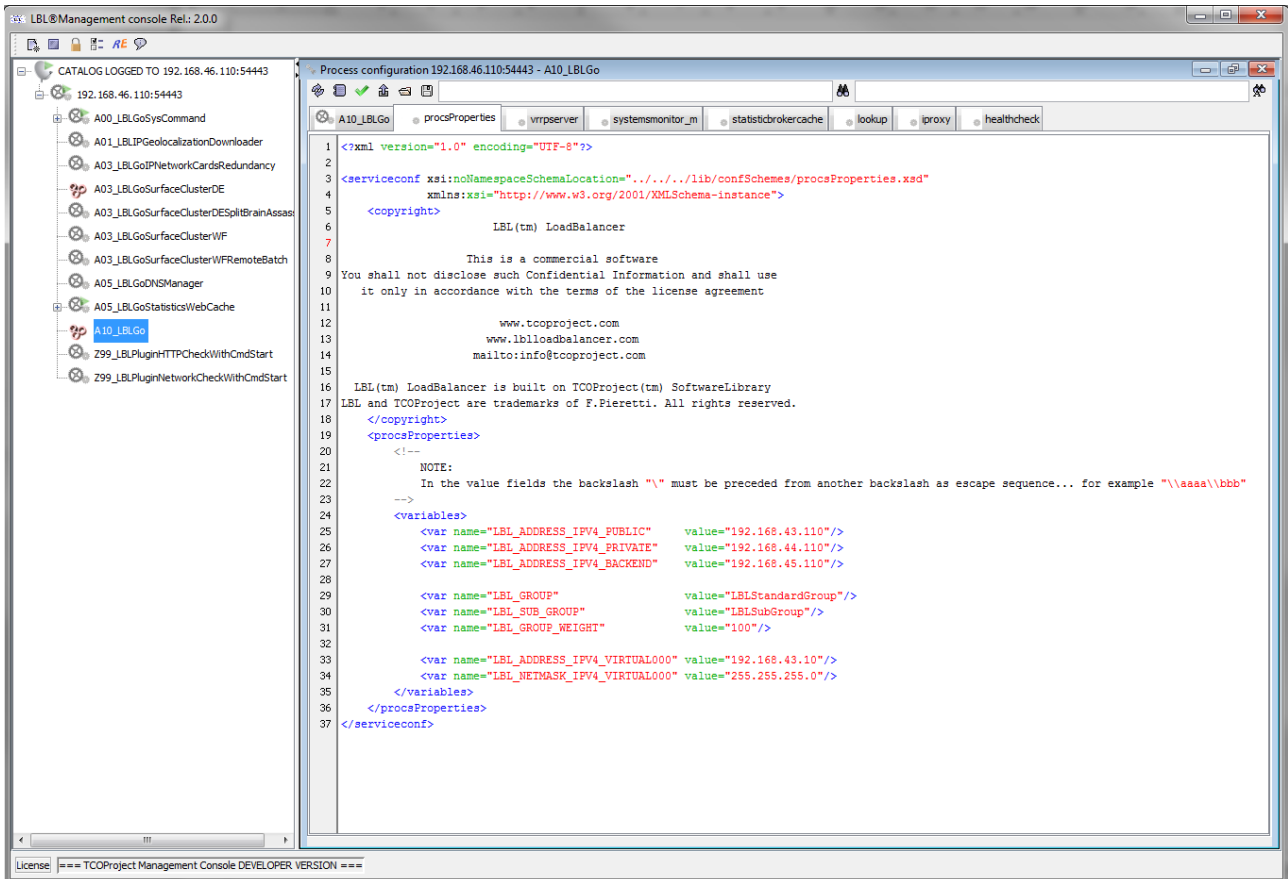 LBL®Management console Rel.: 2.0.0
RE
CATALOG LOGGED TO 192.168.46.110:54443
192.168.46.110:54443
A00_LBLGoSysCommand
A01_LBLIPGeolocalizationDownloader
A03_LBLGoIPNetworkCardsRedundancy
A03_LBLGoSurfaceClusterDE
A03_LBLGoSurfaceClusterDESplitBrainAssas
A03_LBLGoSurfaceClusterWF
A03_LBLGoSurfaceClusterWFRemoteBatch
A05_LBLGoDNSManager
A05_LBLGoStatisticsWebCache
A10_LBLGo
Z99_LBLPluginHTTPCheckWithCmdStart
Z99_LBLPluginNetworkCheckWithCmdStart
Process configuration 192.168.46.110:54443 - A10_LBLGo
A10_LBLGo procsProperties vrrpserver systemsmonitor_m statisticbrokercache lookup iproxy healthcheck
1 <?xml version="1.0" encoding="UTF-8"?>
2
3 <serviceconf xsi:noNamespaceSchemaLocation="../../../lib/confSchemes/procsProperties.xsd"
4 xmlns:xsi="http://www.w3.org/2001/XMLSchema-instance">
5 <copyright>
6 LBL(tm) LoadBalancer
7
8 This is a commercial software
9 You shall not disclose such Confidential Information and shall use
10 it only in accordance with the terms of the license agreement
11
12 www.tcoproject.com
13 www.lblloadbalancer.com
14 mailto:info@tcoproject.com
15
16 LBL(tm) LoadBalancer is built on TCOProject(tm) SoftwareLibrary
17 LBL and TCOProject are trademarks of F.Pieretti. All rights reserved.
18 </copyright>
19 <procsProperties>
20 <!--
21 NOTE:
22 In the value fields the backslash "\" must be preceded from another backslash as escape sequence... for example "\\aaaa\\bbb"
23 -->
24 <variables>
25 <var name="LBL_ADDRESS_IPV4_PUBLIC" value="192.168.43.110"/>
26 <var name="LBL_ADDRESS_IPV4_PRIVATE" value="192.168.44.110"/>
27 <var name="LBL_ADDRESS_IPV4_BACKEND" value="192.168.45.110"/>
28
29 <var name="LBL_GROUP" value="LBLStandardGroup"/>
30 <var name="LBL_SUB_GROUP" value="LBLSubGroup"/>
31 <var name="LBL_GROUP_WEIGHT" value="100"/>
32
33 <var name="LBL_ADDRESS_IPV4_VIRTUAL000" value="192.168.43.10"/>
34 <var name="LBL_NETMASK_IPV4_VIRTUAL000" value="255.255.255.0"/>
35 </variables>
36 </procsProperties>
37 </serviceconf>
License === TCOProject Management Console DEVELOPER VERSION ===